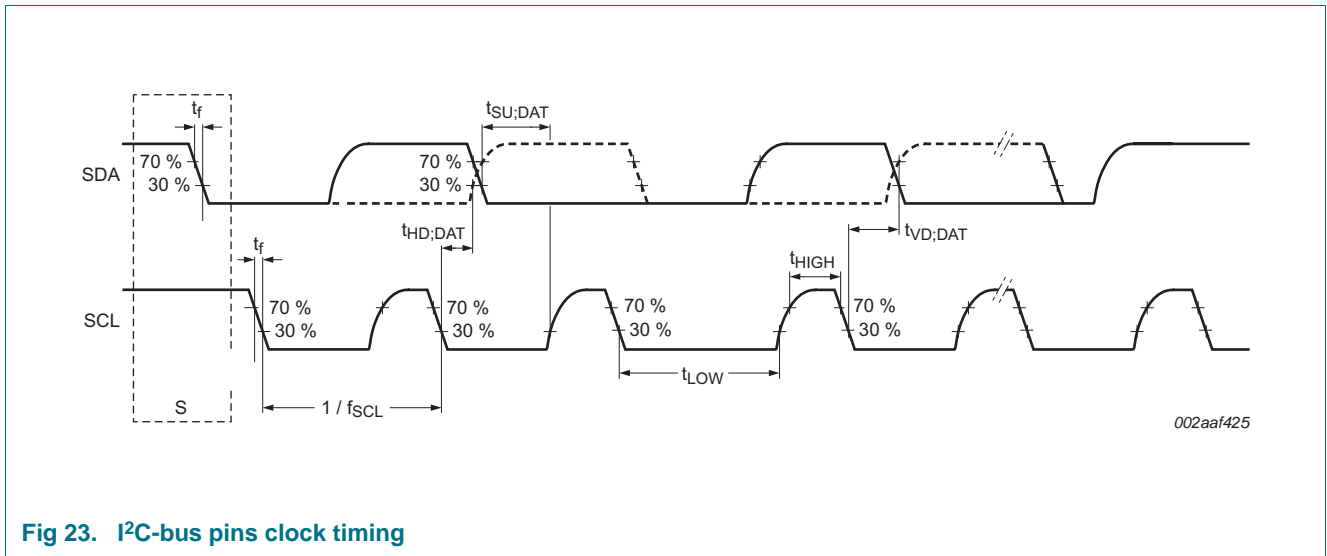 tf
tSU;DAT
70 %
30 %
70 %
30 %
SDA
tHD;DAT
tVD;DAT
tf
tHIGH
70 %
30 %
70 %
30 %
70 %
30 %
70 %
30 %
SCL
tLOW
S
1 / fSCL
002aaf425
Fig 23. I2C-bus pins clock timing